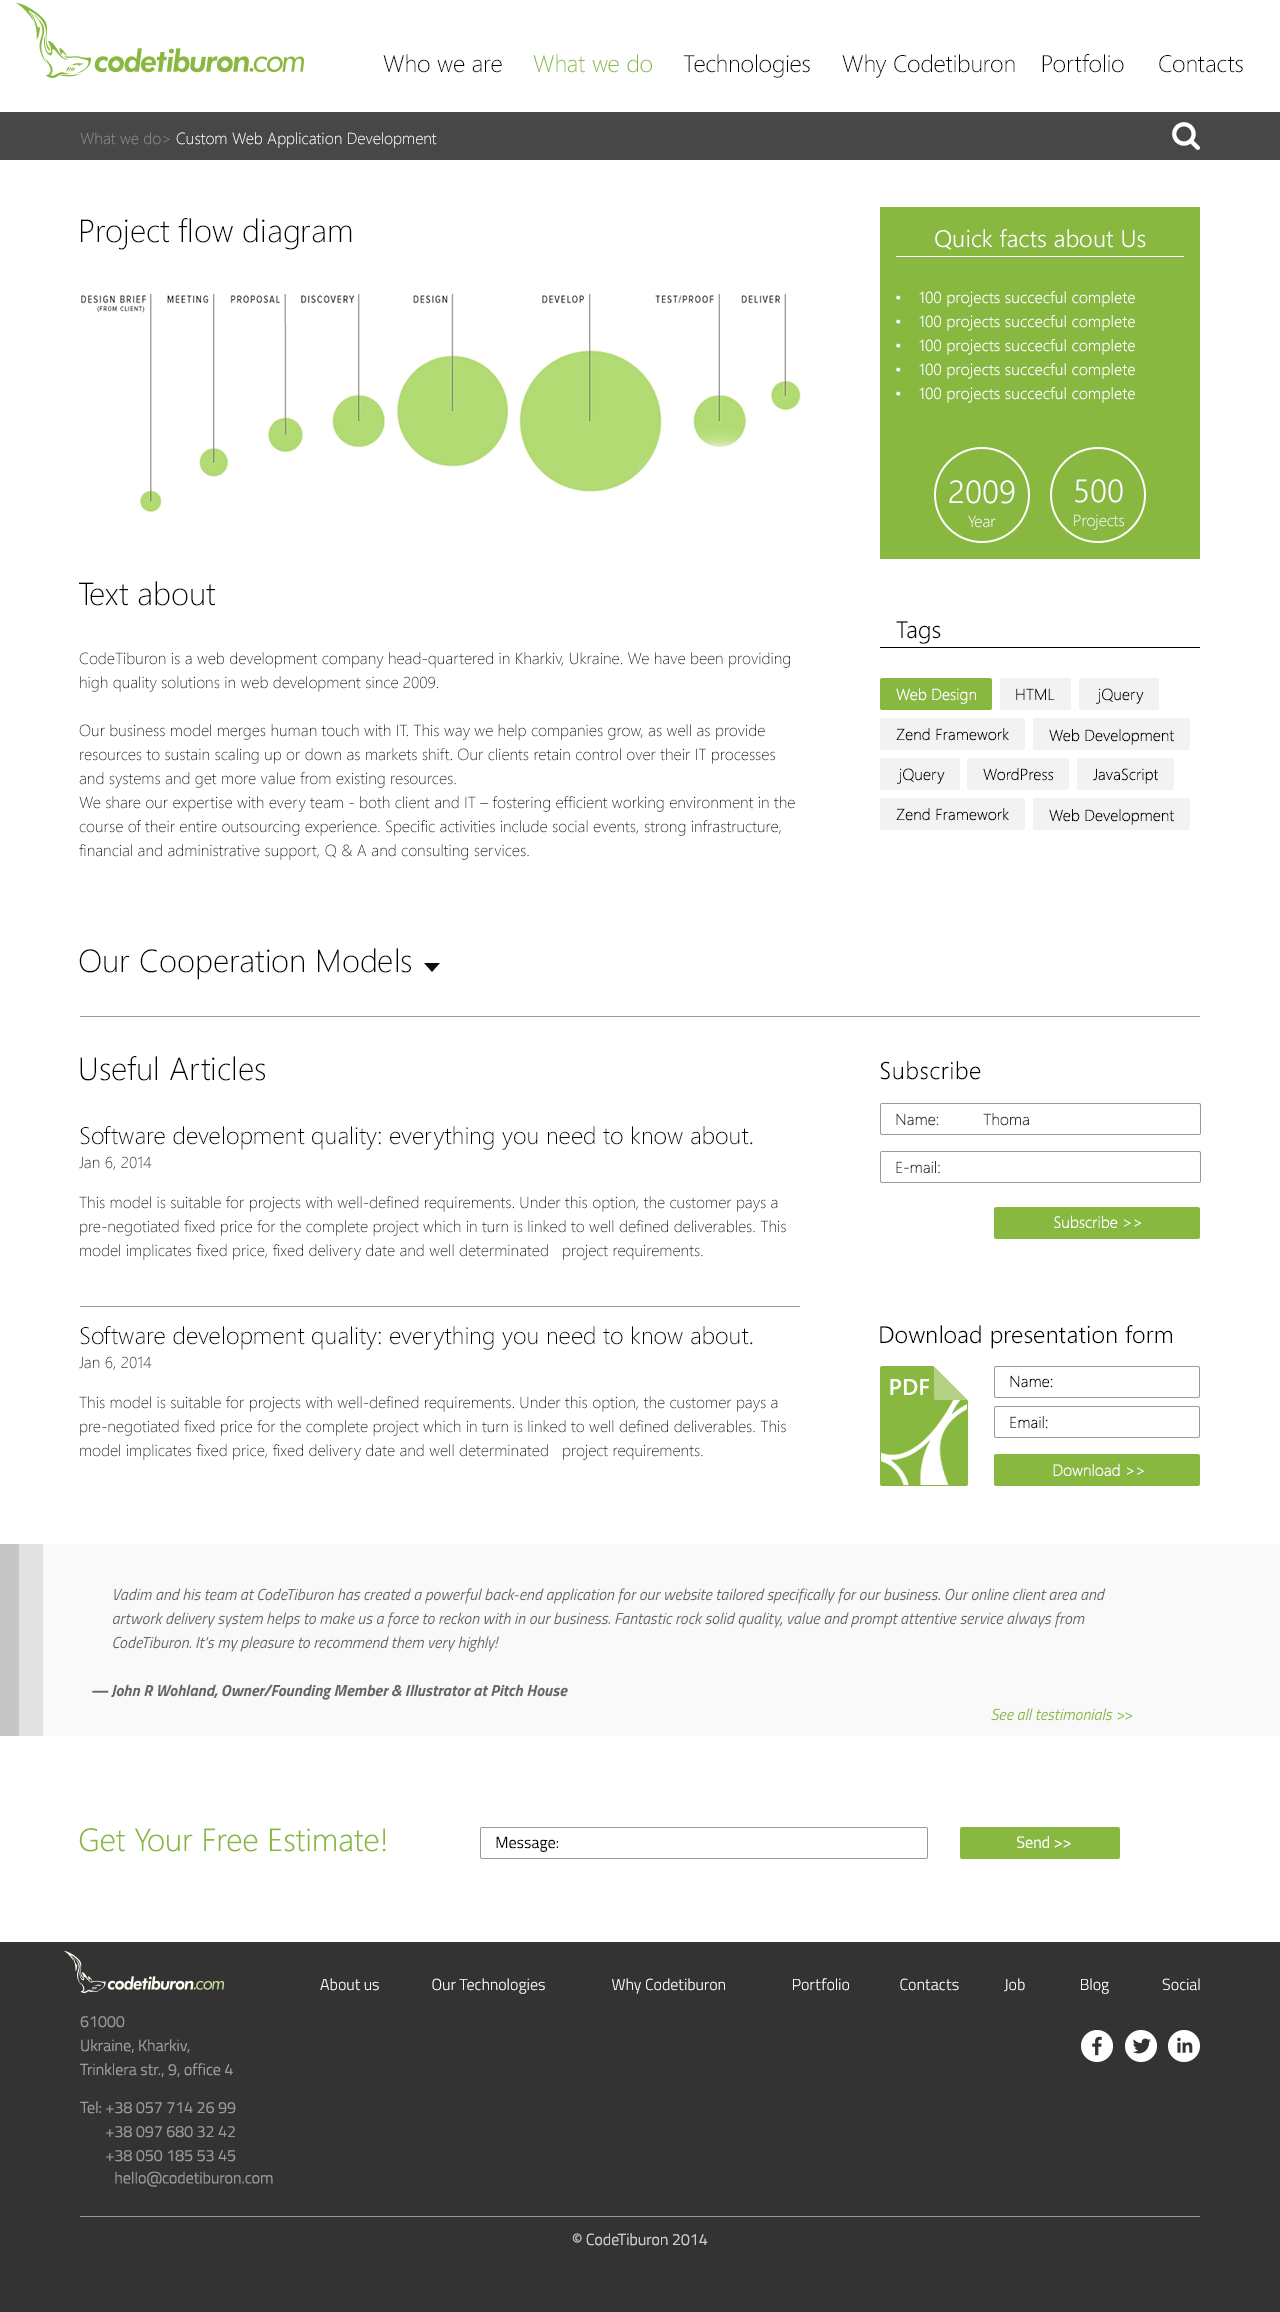 codetiburon.com
Who we are What we do Technologies Why Codetiburon Portfolio Contacts
What we do> Custom Web Application Development
Project flow diagram
DESIGN BRIEF MEETING PROPOSAL DISCOVERY DESIGN DEVELOP TEST/PROOF DELIVER
(FROM CLIENT)
Quick facts about Us
• 100 projects succecful complete
• 100 projects succecful complete
• 100 projects succecful complete
• 100 projects succecful complete
• 100 projects succecful complete
2009
Year
500
Projects
Text about
CodeTiburon is a web development company head-quartered in Kharkiv, Ukraine. We have been providing
high quality solutions in web development since 2009.
Our business model merges human touch with IT. This way we help companies grow, as well as provide
resources to sustain scaling up or down as markets shift. Our clients retain control over their IT processes
and systems and get more value from existing resources.
We share our expertise with every team - both client and IT – fostering efficient working environment in the
course of their entire outsourcing experience. Specific activities include social events, strong infrastructure,
financial and administrative support, Q & A and consulting services.
Tags
Web Design HTML jQuery
Zend Framework Web Development
jQuery WordPress JavaScript
Zend Framework Web Development
Our Cooperation Models
Useful Articles
Software development quality: everything you need to know about.
Jan 6, 2014
This model is suitable for projects with well-defined requirements. Under this option, the customer pays a
pre-negotiated fixed price for the complete project which in turn is linked to well defined deliverables. This
model implicates fixed price, fixed delivery date and well determined project requirements.
Software development quality: everything you need to know about.
Jan 6, 2014
This model is suitable for projects with well-defined requirements. Under this option, the customer pays a
pre-negotiated fixed price for the complete project which in turn is linked to well defined deliverables. This
model implicates fixed price, fixed delivery date and well determined project requirements.
Subscribe
Name: Thoma
E-mail:
Subscribe >>
Download presentation form
PDF
Name:
Email:
Download >>
Vadim and his team at CodeTiburon has created a powerful back-end application for our website tailored specifically for our business. Our online client area and
artwork delivery system helps to make us a force to reckon with in our business. Fantastic rock solid quality, value and prompt attentive service always from
CodeTiburon. It's my pleasure to recommend them very highly!
— John R Wohland, Owner/Founding Member & Illustrator at Pitch House
See all testimonials >>
Get Your Free Estimate!
Message:
Send >>
codetiburon.com
About us Our Technologies Why Codetiburon Portfolio Contacts Job Blog Social
61000
Ukraine, Kharkiv,
Trinklera str., 9, office 4
f in
Tel: +38 057 714 26 99
+38 097 680 32 42
+38 050 185 53 45
hello@codetiburon.com
© CodeTiburon 2014